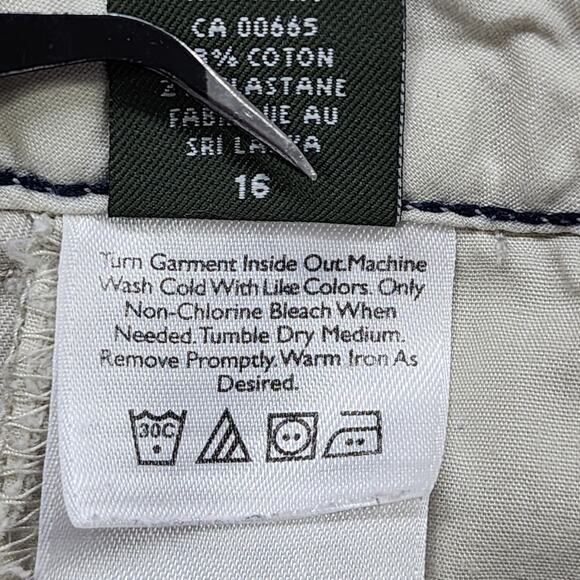 CA 00665
% COTON
2
AU
SRI
16
Turn Garment Inside Out.Machine
Wash Cold With Like Colors. Only
Non-Chlorine Bleach When
Needed.Tumble Dry Medium.
Remove Promptly.Warm Iron As
Desired.
30C